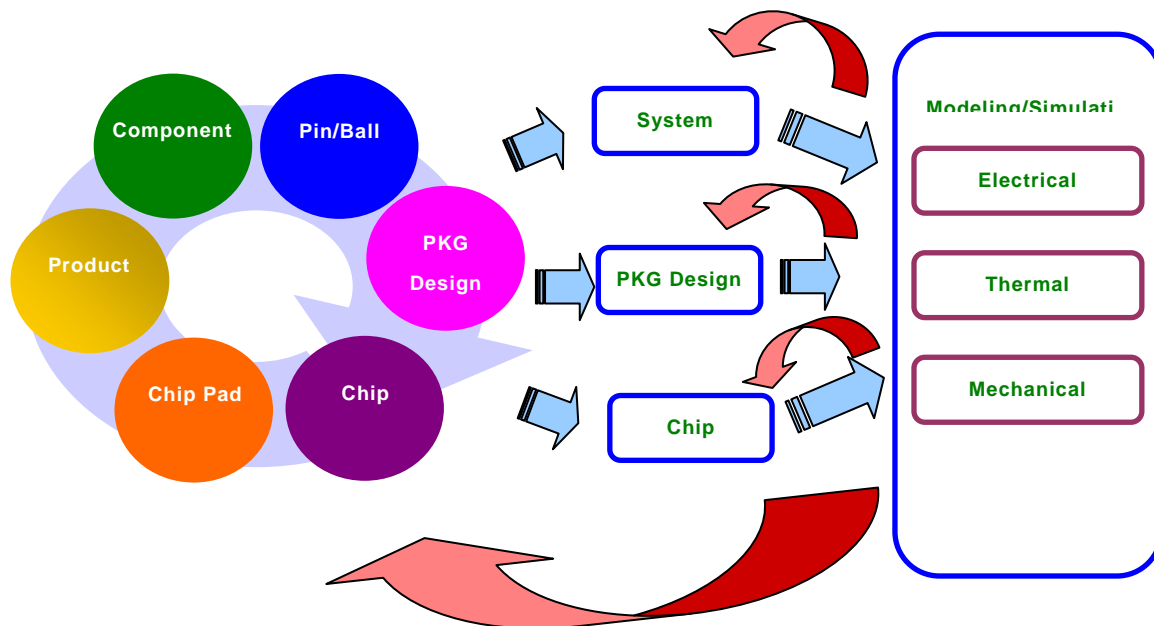 Component
Pin/Ball
PKG
Design
Product
Chip Pad
Chip
System
PKG Design
Chip
Modeling/Simulati
Electrical
Thermal
Mechanical